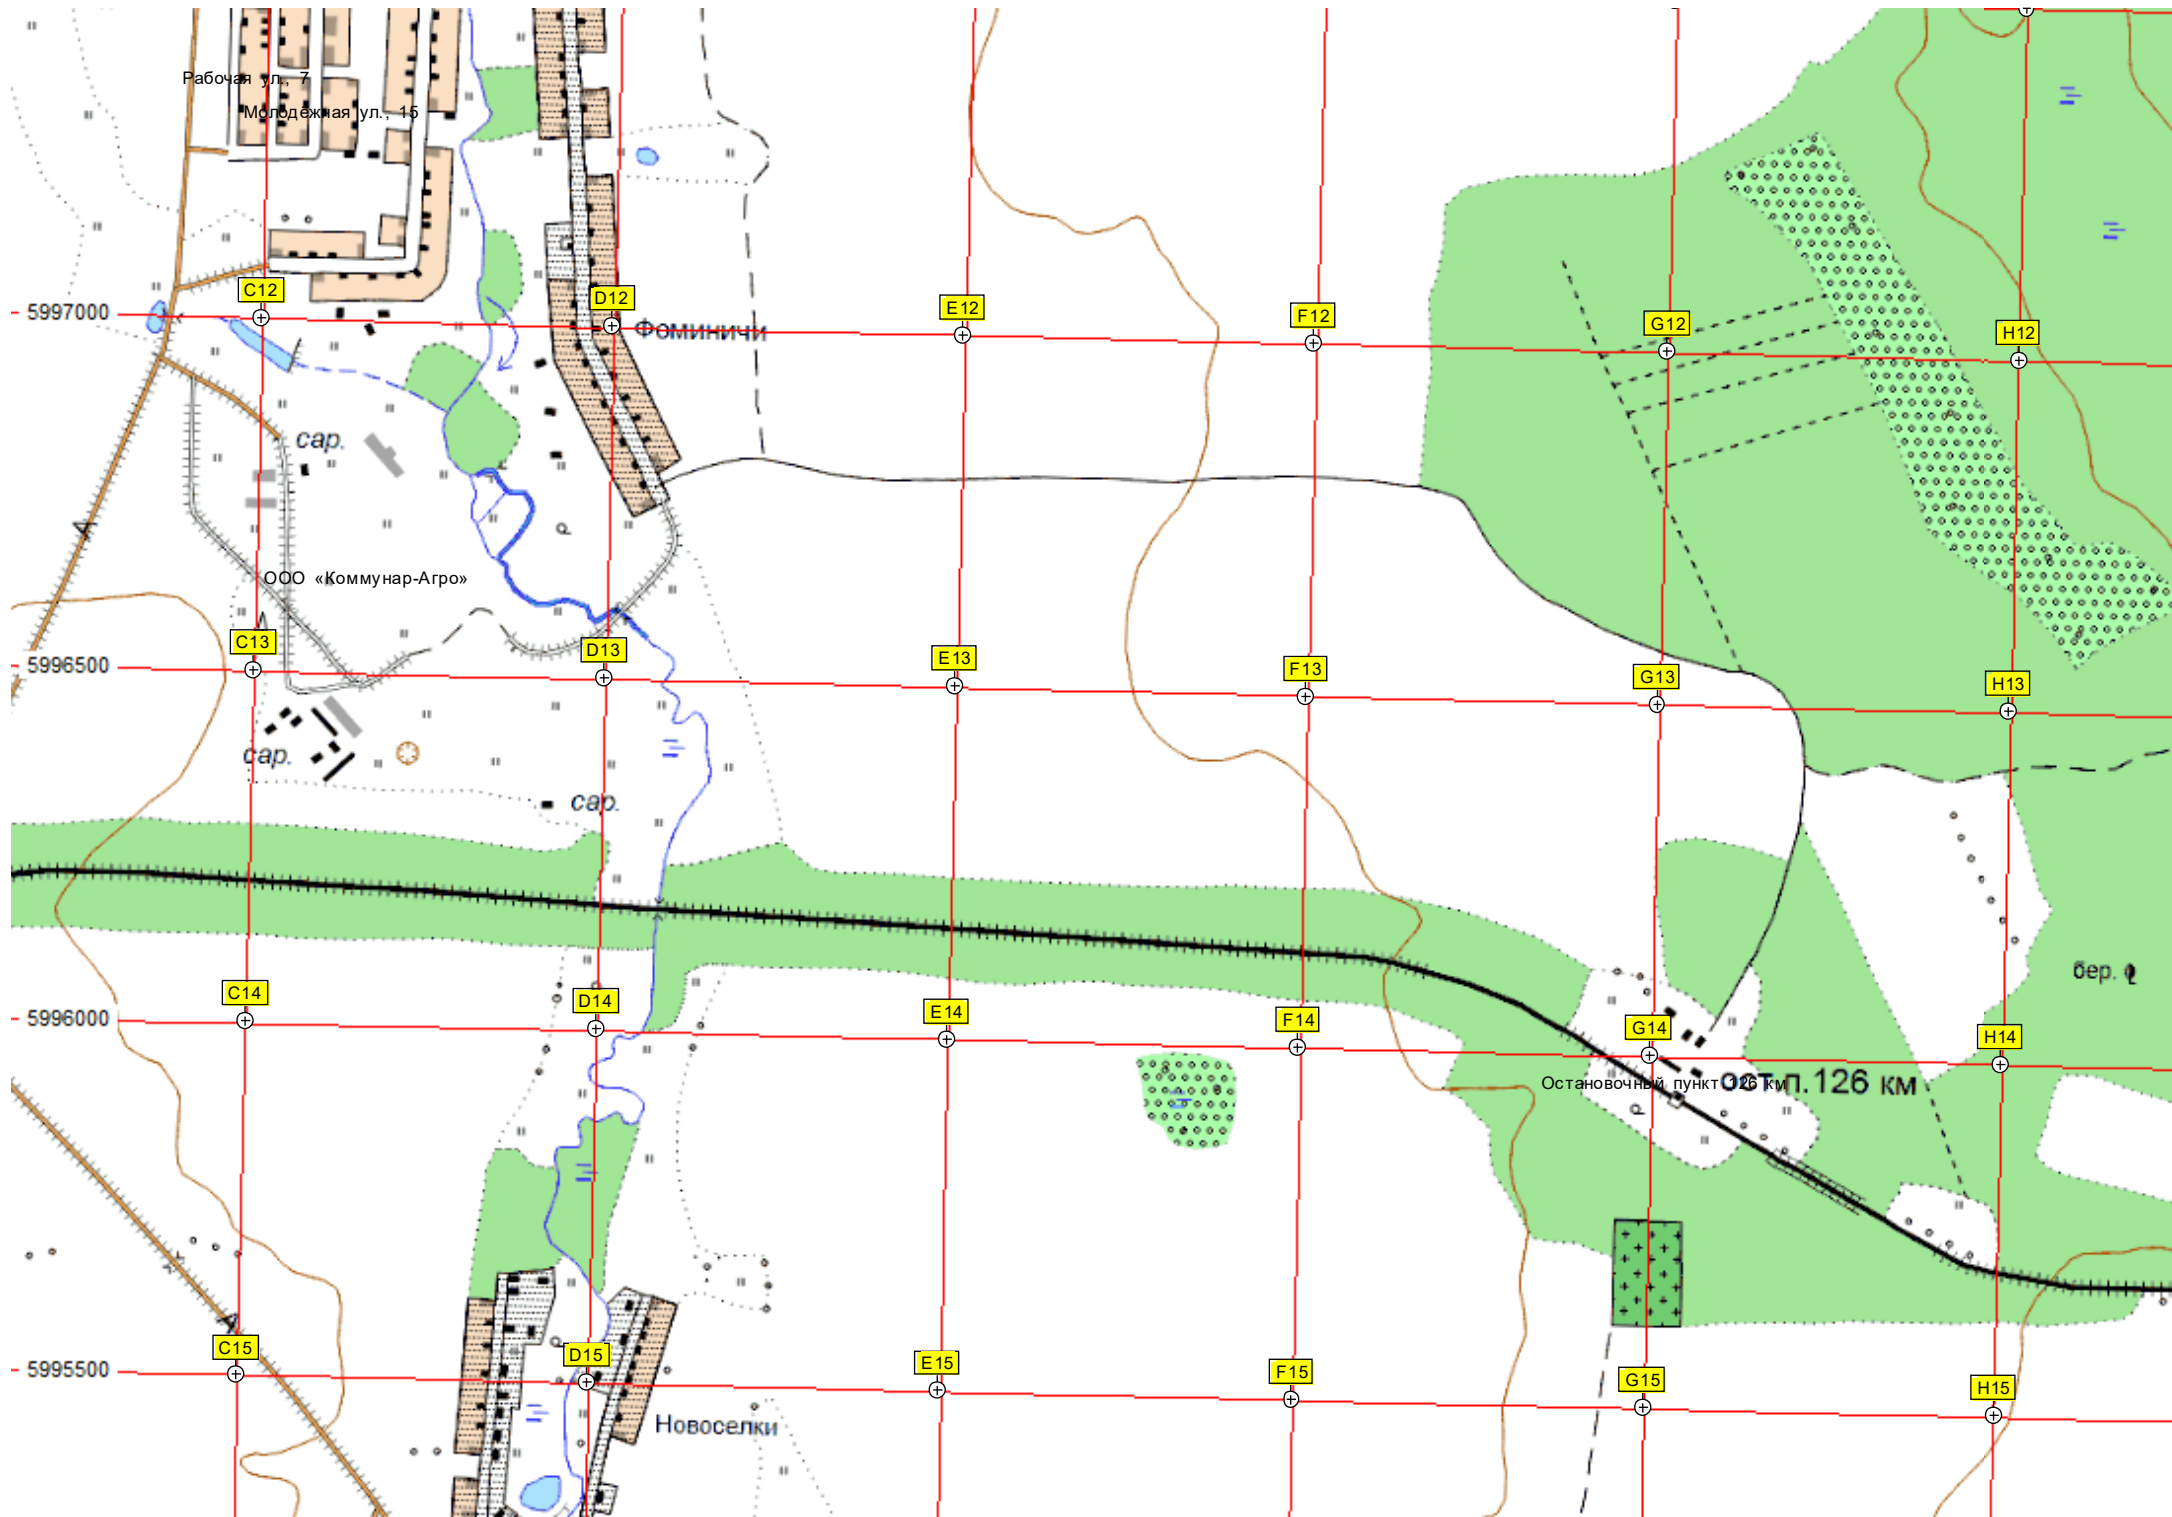 Рабочая ул., 7
Молодёжная ул., 15
C12
D12
E12
F12
G12
H12
5997000
Фоминичи
сар.
A
ООО «Коммунар-Агро»
C13
D13
E13
F13
G13
H13
5996500
сар.
сар.
бер.
C14
D14
E14
F14
G14
H14
5996000
Остановочный пункт 126 км
ост.п.126 км
A
C15
D15
E15
F15
G15
H15
5995500
Новоселки